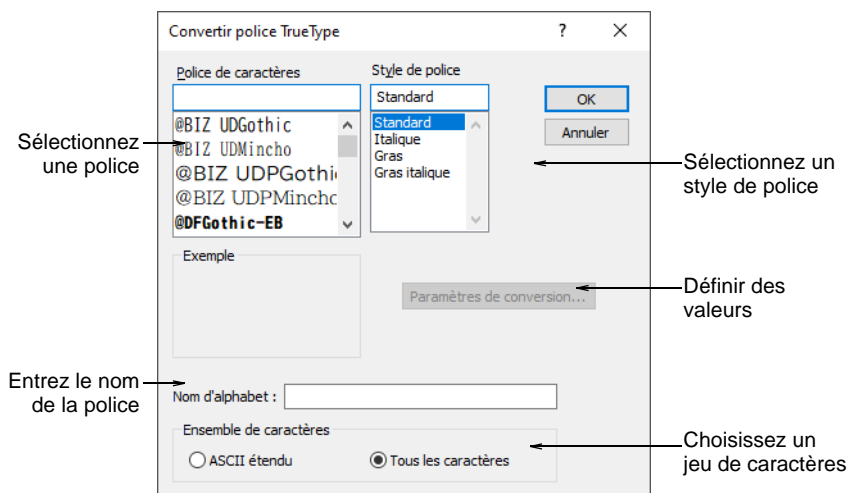 Convertir police TrueType
?
Police de caractères
Style de police
Standard
OK
@BIZ UDGothic
Standard
Annuler
Sélectionnez
une police
@BIZ UDMincho
Italique
Gras
@BIZ UDPGothi
Gras italique
Sélectionnez un
style de police
@BIZ UDPMincho
@DFGothic-EB
Exemple
Paramètres de conversion...
Définir des
valeurs
Entrez le nom
de la police
Nom d'alphabet :
Ensemble de caractères
ASCII étendu
Tous les caractères
Choisissez un
jeu de caractères